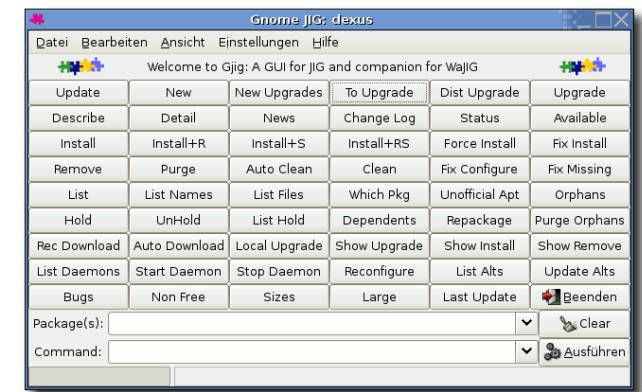 Gnome JIG: dexus
Datei Bearbeiten Ansicht Einstellungen Hilfe
Welcome to Gjig: A GUI for JIG and companion for WaJIG
Update New New Upgrades To Upgrade Dist Upgrade Upgrade
Describe Detail News Change Log Status Available
Install Install+R Install+S Install+RS Force Install Fix Install
Remove Purge Auto Clean Clean Fix Configure Fix Missing
List List Names List Files Which Pkg Unofficial Apt Orphans
Hold UnHold List Hold Dependents Repackage Purge Orphans
Rec Download Auto Download Local Upgrade Show Upgrade Show Install Show Remove
List Daemons Start Daemon Stop Daemon Reconfigure List Alts Update Alts
Bugs Non Free Sizes Large Last Update Beenden
Package(s): Clear
Command: Ausführen